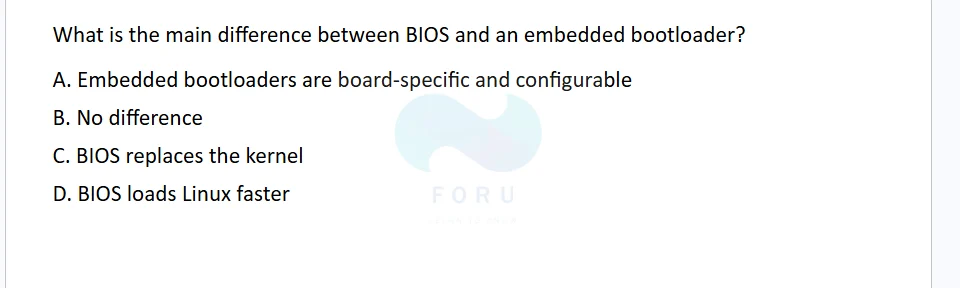 What is the main difference between BIOS and an embedded bootloader?
A. Embedded bootloaders are board-specific and configurable
B. No difference
C. BIOS replaces the kernel
D. BIOS loads Linux faster
FORU